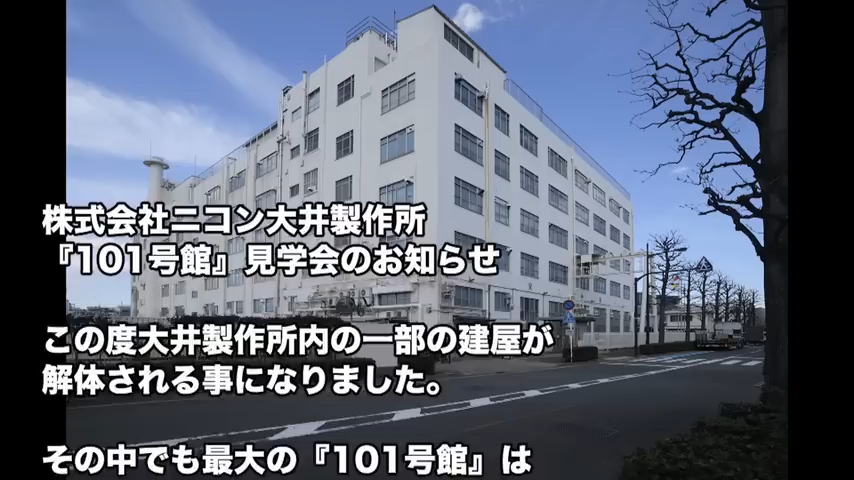 株式会社ニコン大井製作所
『101号館』見学会のお知らせ
この度大井製作所内の一部の建屋が
解体される事になりました。
その中でも最大の『101号館』は